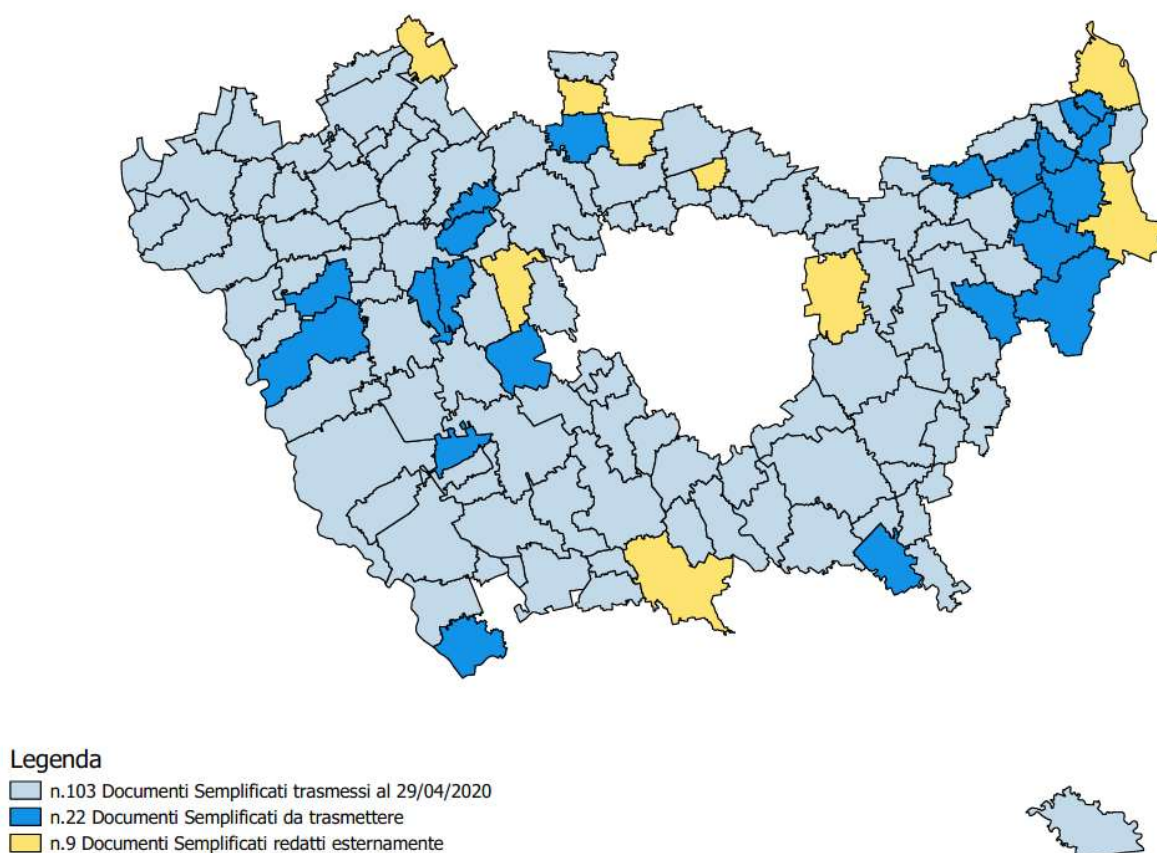 Legenda
n.103 Documenti Semplificati trasmessi al 29/04/2020
n.22 Documenti Semplificati da trasmettere
n.9 Documenti Semplificati redatti esternamente